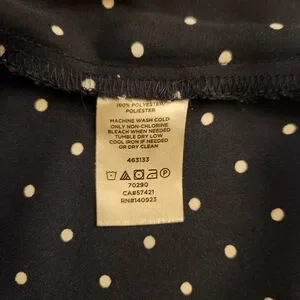 100% POLYESTER/
POLIESTER
MACHINE WASH COLD
ONLY NON-CHLORINE
BLEACH WHEN NEEDED
TUMBLE DRY LOW
COOL IRON IF NEEDED
OR DRY CLEAN
463133
P
70290
CA#57421
RN#140923